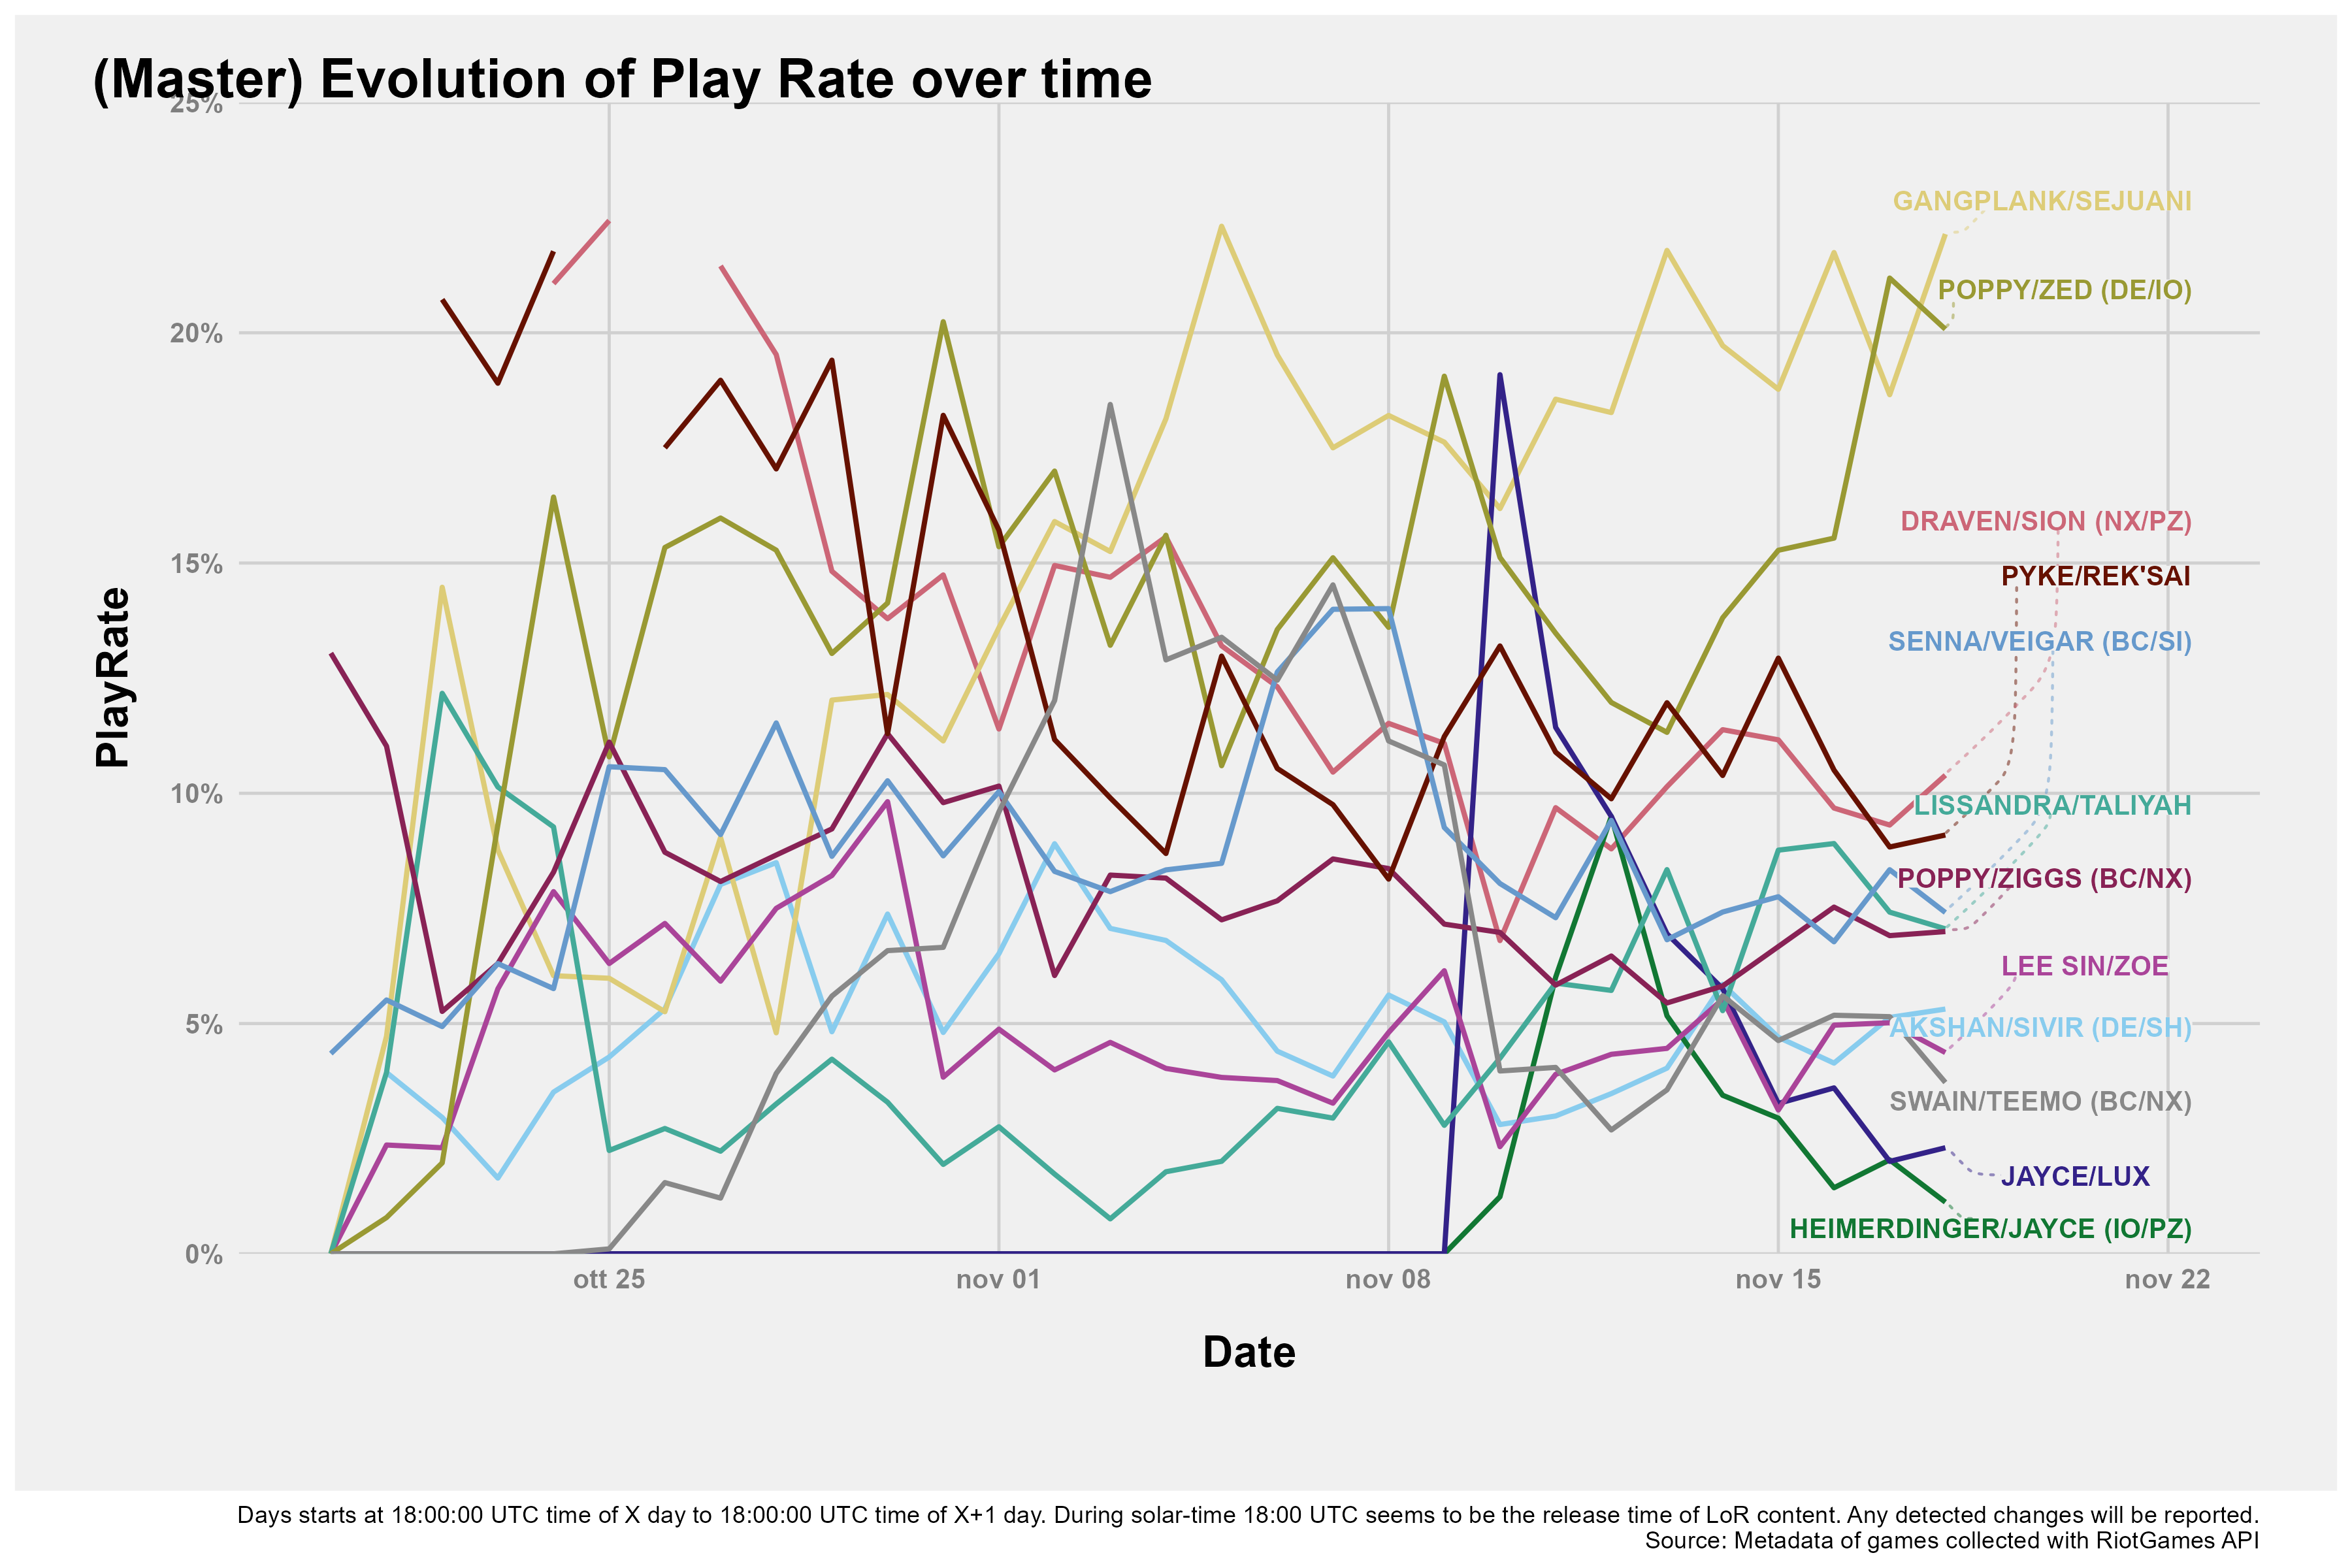 (Master) Evolution of Play Rate over time
25%
GANGPLANK/SEJUANI
POPPY/ZED (DE/IO)
20%
DRAVEN/SION (NX/PZ)
15%
PYKE/REK'SAI
SENNA/VEIGAR (BC/SI)
PlayRate
10%
LISSANDRA/TALIYAH
POPPY/ZIGGS (BC/NX)
LEE SIN/ZOE
5%
AKSHAN/SIVIR (DE/SH)
SWAIN/TEEMO (BC/NX)
JAYCE/LUX
HEIMERDINGER/JAYCE (IO/PZ)
0%
ott 25
nov 01
nov 08
nov 15
nov 22
Date
Days starts at 18:00:00 UTC time of X day to 18:00:00 UTC time of X+1 day. During solar-time 18:00 UTC seems to be the release time of LoR content. Any detected changes will be reported.
Source: Metadata of games collected with RiotGames API